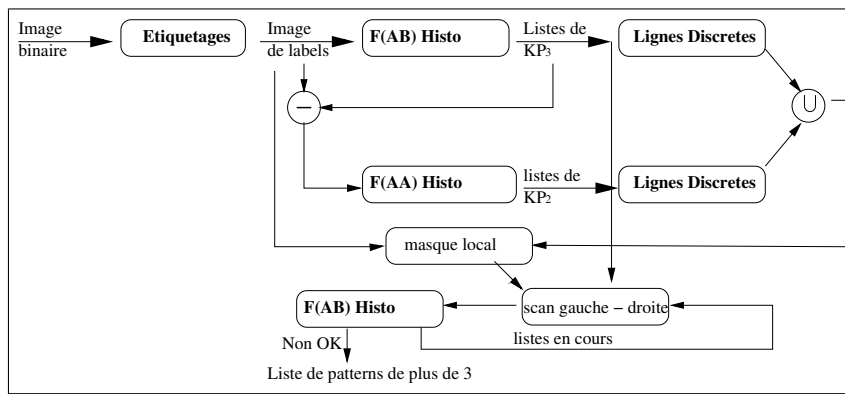 Image
binaire
Etiquetages
Image
de labels
F(AB) Histo
Listes de
KP3
Lignes Discretes
−
U
F(AA) Histo
listes de
KP2
Lignes Discretes
masque local
F(AB) Histo
scan gauche − droite
Non OK
listes en cours
Liste de patterns de plus de 3